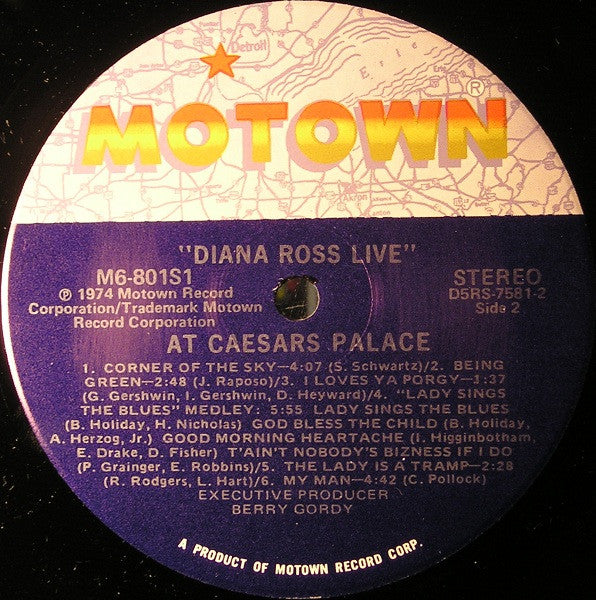 Detroit
Erie
MOTOWN®
Akron
"DIANA ROSS LIVE"
M6-801S1
℗ 1974 Motown Record
Corporation/Trademark Motown
Record Corporation
STEREO
D5RS-7581-2
Side 2
AT CAESARS PALACE
1. CORNER OF THE SKY—4:07 (S. Schwartz)/2. BEING
GREEN—2:48 (J. Raposo)/3. I LOVES YA PORGY—1:37
(G. Gershwin, I. Gershwin, D. Heyward)/4. "LADY SINGS
THE BLUES" MEDLEY: 5:55 LADY SINGS THE BLUES
(B. Holiday, H. Nicholas) GOD BLESS THE CHILD (B. Holiday,
A. Herzog, Jr.) GOOD MORNING HEARTACHE (I. Higginbotham,
E. Drake, D. Fisher) T'AIN'T NOBODY'S BIZNESS IF I DO
(P. Grainger, E. Robbins)/5. THE LADY IS A TRAMP—2:28
(R. Rodgers, L. Hart)/6. MY MAN—4:42 (C. Pollock)
EXECUTIVE PRODUCER
BERRY GORDY
A PRODUCT OF MOTOWN RECORD CORP.